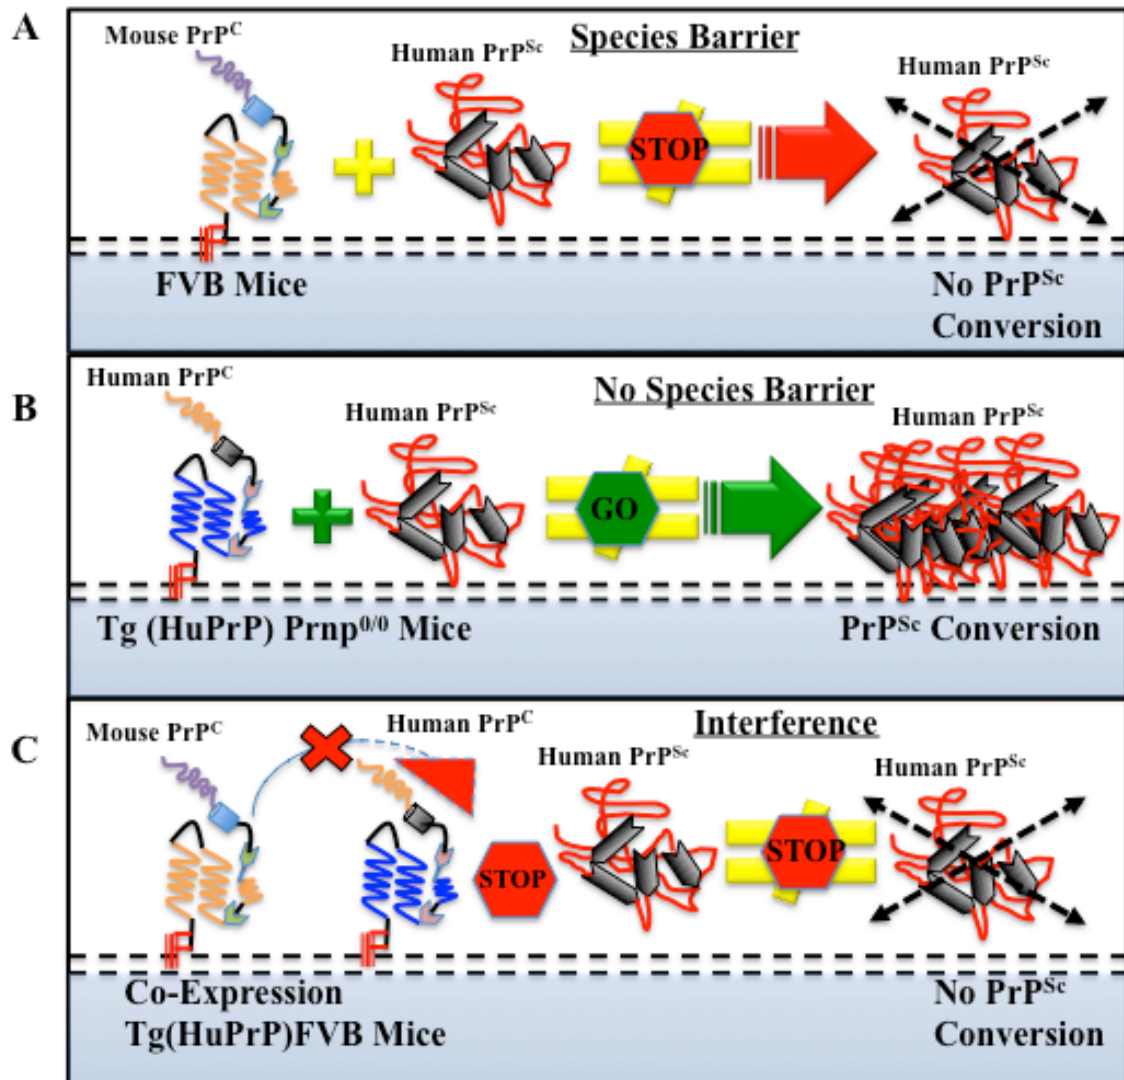 A
Mouse PrP^C
Human PrP^Sc
Species Barrier
Human PrP^Sc
STOP
FVB Mice
No PrP^Sc
Conversion
B
Human PrP^C
Human PrP^Sc
No Species Barrier
Human PrP^Sc
GO
Tg (HuPrP) Prnp^0/0 Mice
PrP^Sc Conversion
C
Mouse PrP^C
Human PrP^C
Interference
Human PrP^Sc
Human PrP^Sc
STOP
STOP
Co-Expression
Tg(HuPrP)FVB Mice
No PrP^Sc
Conversion